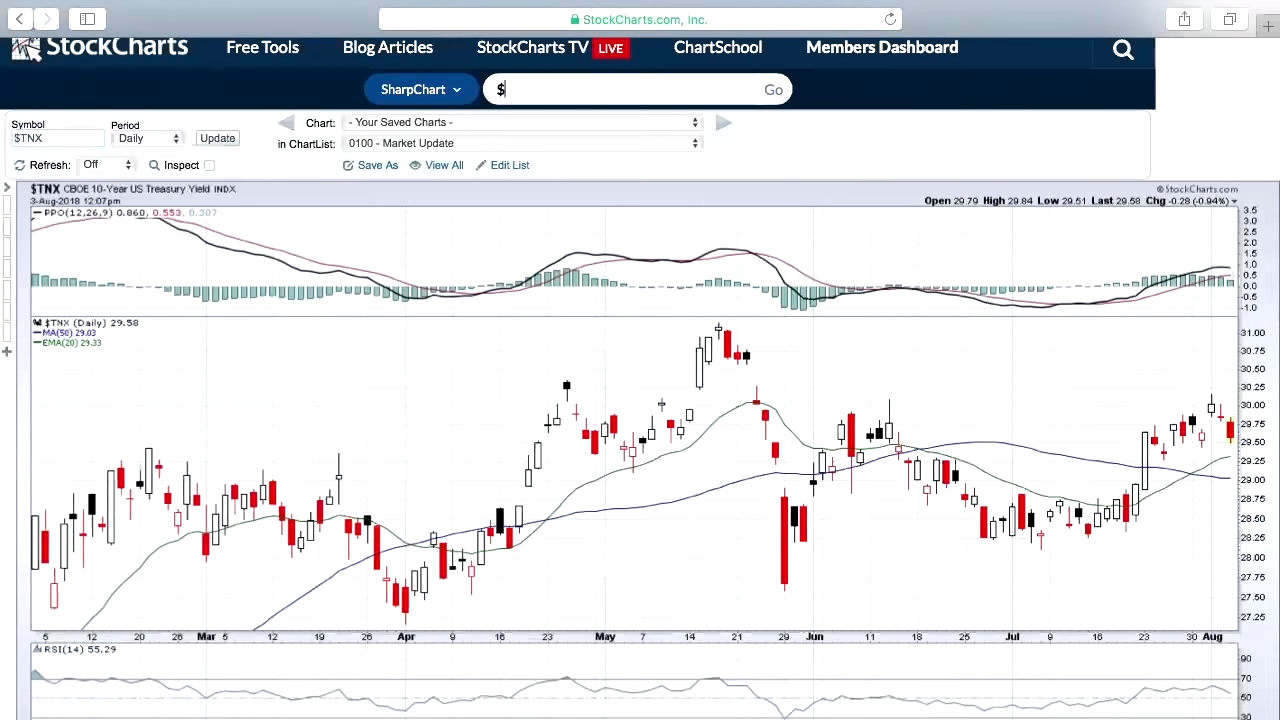 StockCharts.com, Inc.
StockCharts Free Tools Blog Articles StockCharts TV LIVE ChartSchool Members Dashboard
SharpChart $ Go
Symbol Period Chart: - Your Saved Charts -
$TNX Daily Update in ChartList: 0100 - Market Update
Refresh: Off Inspect Save As View All Edit List
$TNX CBOE 10-Year US Treasury Yield INDX © StockCharts.com
3-Aug-2018 12:07pm Open 29.79 High 29.84 Low 29.51 Last 29.58 Chg -0.28 (-0.94%)
PPO(12,26,9) 0.860, 0.553, 0.307
3.5
3.0
2.5
2.0
1.5
1.0
0.5
0.0
-0.5
-1.0
$TNX (Daily) 29.58
MA(50) 29.03
EMA(20) 29.33
31.00
30.75
30.50
30.25
30.00
29.75
29.50
29.25
29.00
28.75
28.50
28.25
28.00
27.75
27.50
27.25
5 12 20 26 Mar 5 12 19 26 Apr 9 16 23 May 7 14 21 29 Jun 11 18 25 Jul 9 16 23 30 Aug
RSI(14) 55.29
90
70
50
30